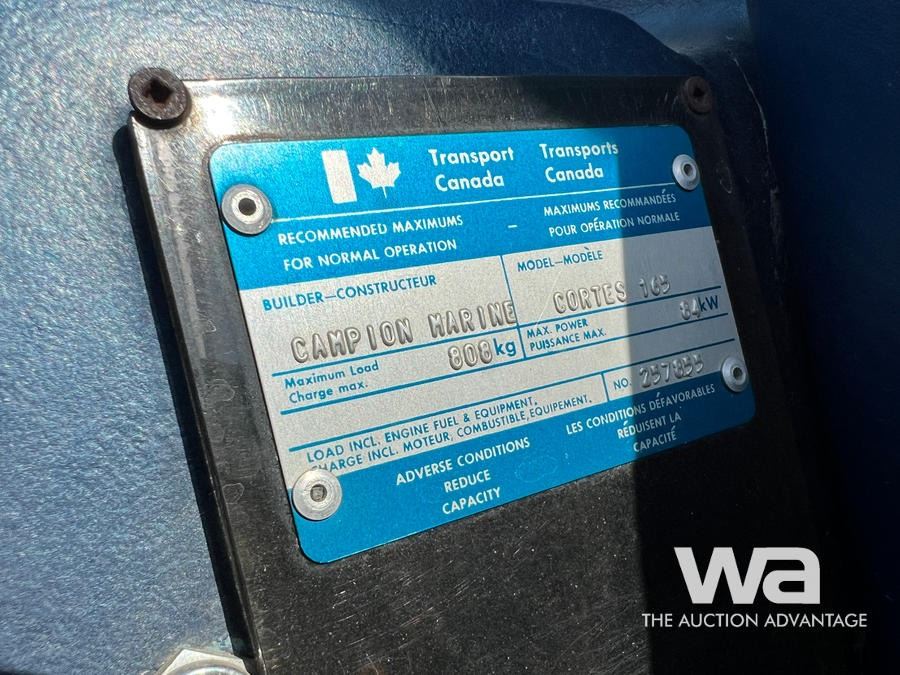 Transport Transports
Canada Canada
RECOMMENDED MAXIMUMS – MAXIMUMS RECOMMANDÉES
FOR NORMAL OPERATION POUR OPÉRATION NORMALE
BUILDER–CONSTRUCTEUR MODEL–MODÈLE
CAMPION MARINE CORTES 165
Maximum Load 808kg MAX. POWER 84kW
Charge max. PUISSANCE MAX.
LOAD INCL. ENGINE FUEL & EQUIPMENT. NO. 257855
CHARGE INCL. MOTEUR, COMBUSTIBLE, EQUIPEMENT.
ADVERSE CONDITIONS LES CONDITIONS DÉFAVORABLES
REDUCE RÉDUISENT LA
CAPACITY CAPACITÉ
wa
THE AUCTION ADVANTAGE